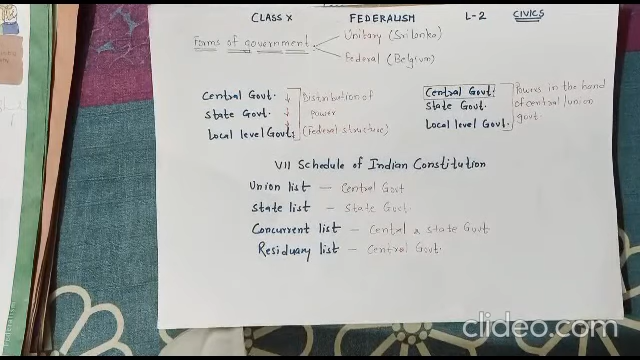 CLASS X FEDERALISM L-2 CIVICS
Forms of government Unitary (Srilanka)
Federal (Belgium)
Central Govt. Distribution of Central Govt. Powers in the hand
State Govt. power State Govt. of central/union
Local level Govt. (Federal structure) Local level Govt. govt.
VII Schedule of Indian Constitution
Union list — Central Govt
State list — State Govt.
Concurrent list — Central & State Govt
Residuary list — Central Govt.
clideo.com